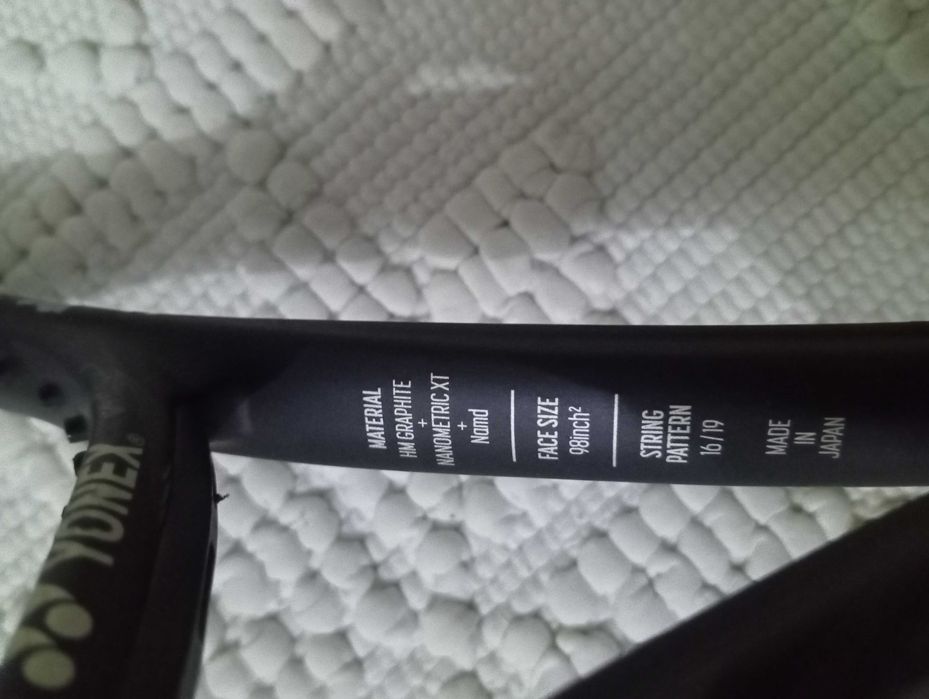 MATERIAL
HM GRAPHITE
+
NANOMETRIC XT
+
Namd
FACE SIZE
98inch²
STRING
PATTERN
16/19
MADE
IN
JAPAN
YONEX®